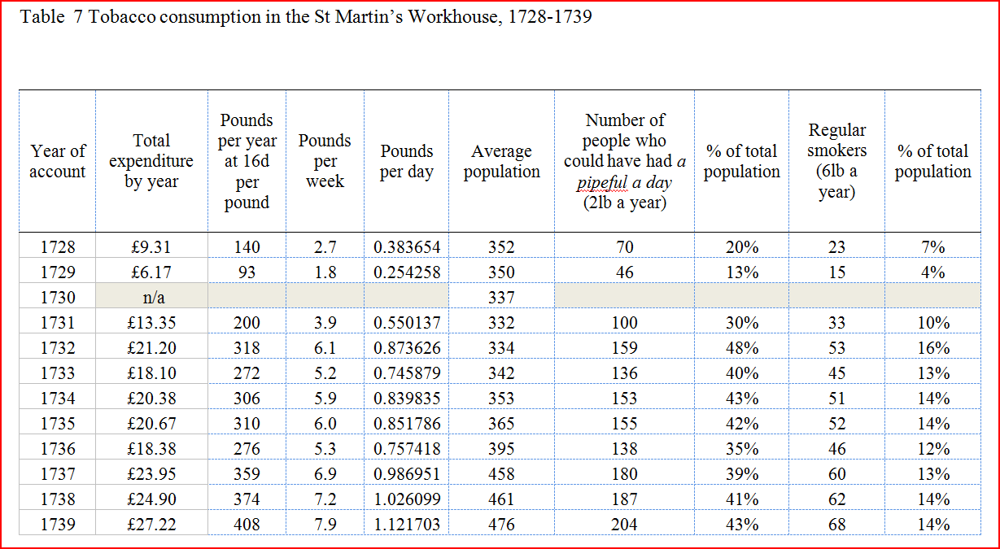 Table 7 Tobacco consumption in the St Martin's Workhouse, 1728-1739
Year of account | Total expenditure by year | Pounds per year at 16d per pound | Pounds per week | Pounds per day | Average population | Number of people who could have had a pipeful a day (2lb a year) | % of total population | Regular smokers (6lb a year) | % of total population
1728 £9.31 140 2.7 0.383654 352 70 20% 23 7%
1729 £6.17 93 1.8 0.254258 350 46 13% 15 4%
1730 n/a 337
1731 £13.35 200 3.9 0.550137 332 100 30% 33 10%
1732 £21.20 318 6.1 0.873626 334 159 48% 53 16%
1733 £18.10 272 5.2 0.745879 342 136 40% 45 13%
1734 £20.38 306 5.9 0.839835 353 153 43% 51 14%
1735 £20.67 310 6.0 0.851786 365 155 42% 52 14%
1736 £18.38 276 5.3 0.757418 395 138 35% 46 12%
1737 £23.95 359 6.9 0.986951 458 180 39% 60 13%
1738 £24.90 374 7.2 1.026099 461 187 41% 62 14%
1739 £27.22 408 7.9 1.121703 476 204 43% 68 14%